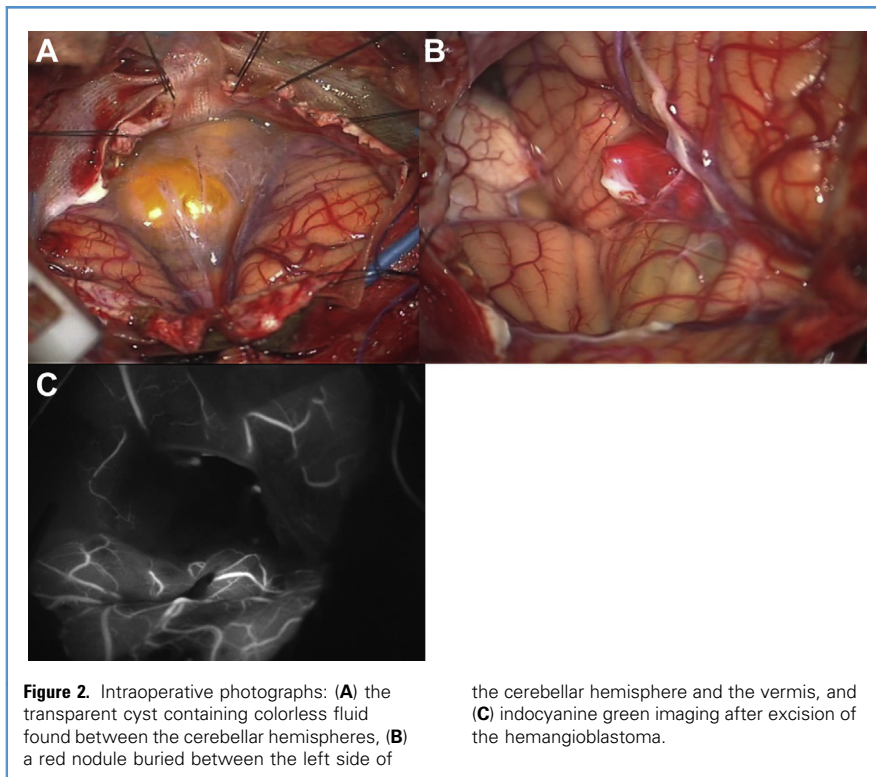 A
B
C
Figure 2. Intraoperative photographs: (A) the
transparent cyst containing colorless fluid
found between the cerebellar hemispheres, (B)
a red nodule buried between the left side of
the cerebellar hemisphere and the vermis, and
(C) indocyanine green imaging after excision of
the hemangioblastoma.